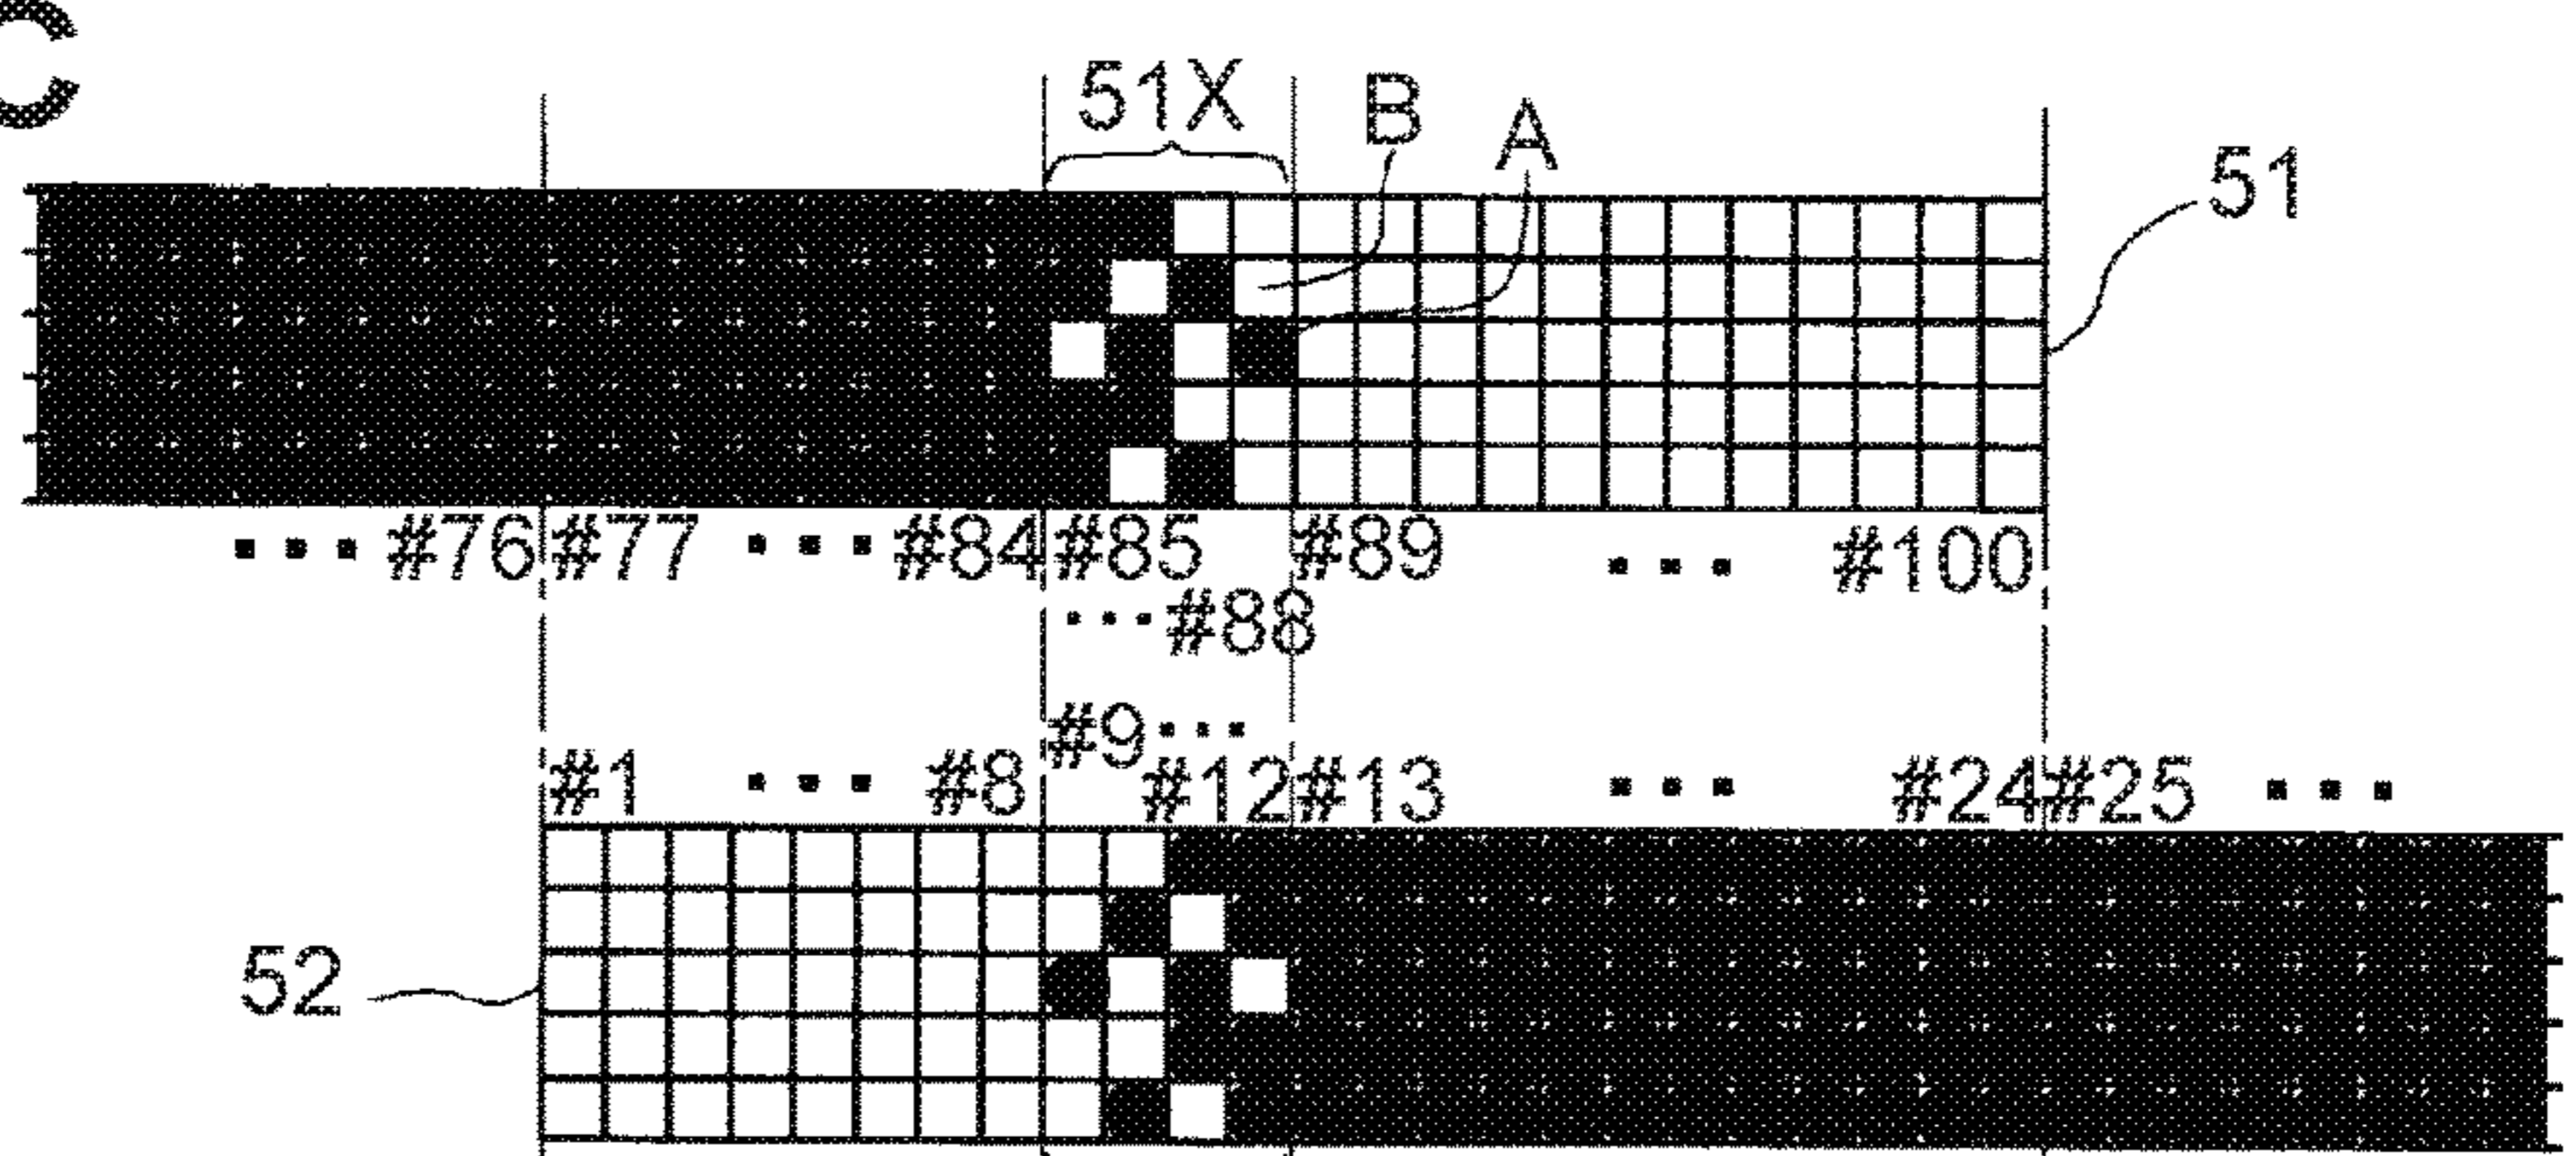 C
51X B A
51
■ ■ ■ #76 #77 ■ ■ ■ #84 #85 #89 ■ ■ ■ #100
▪▪▪#88
#9▪▪▪
#1 ■ ■ ■ #8 #12 #13 ■ ■ ■ #24 #25 ■ ■ ■
52